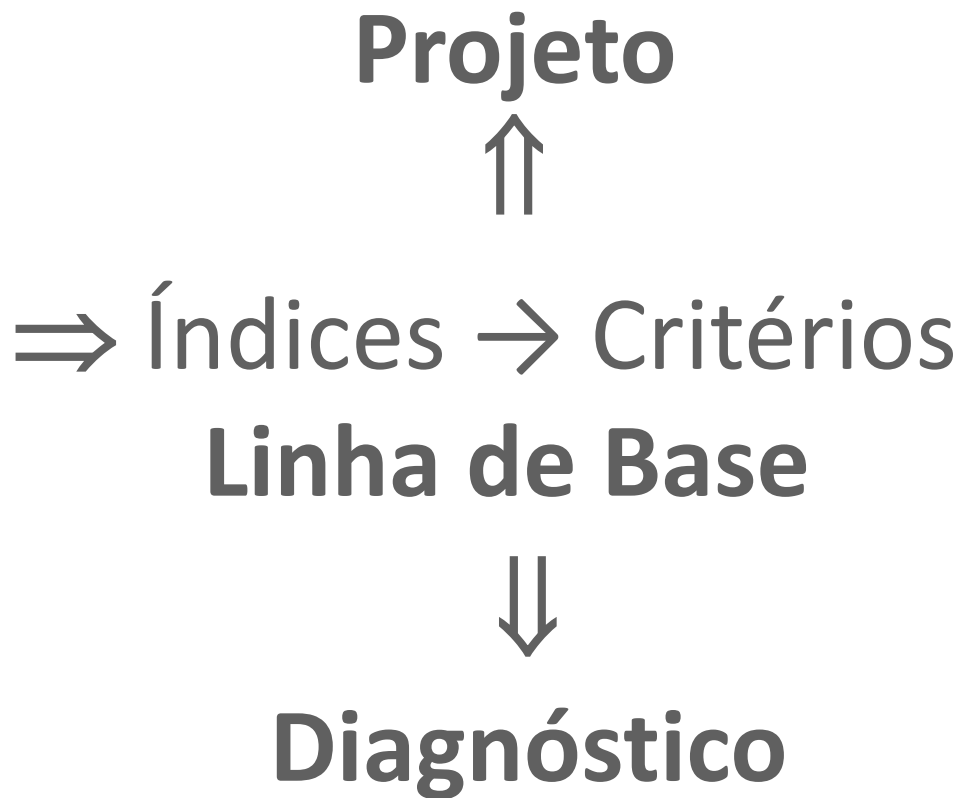 Projeto
⇑
⇒ Índices → Critérios
Linha de Base
⇓
Diagnóstico